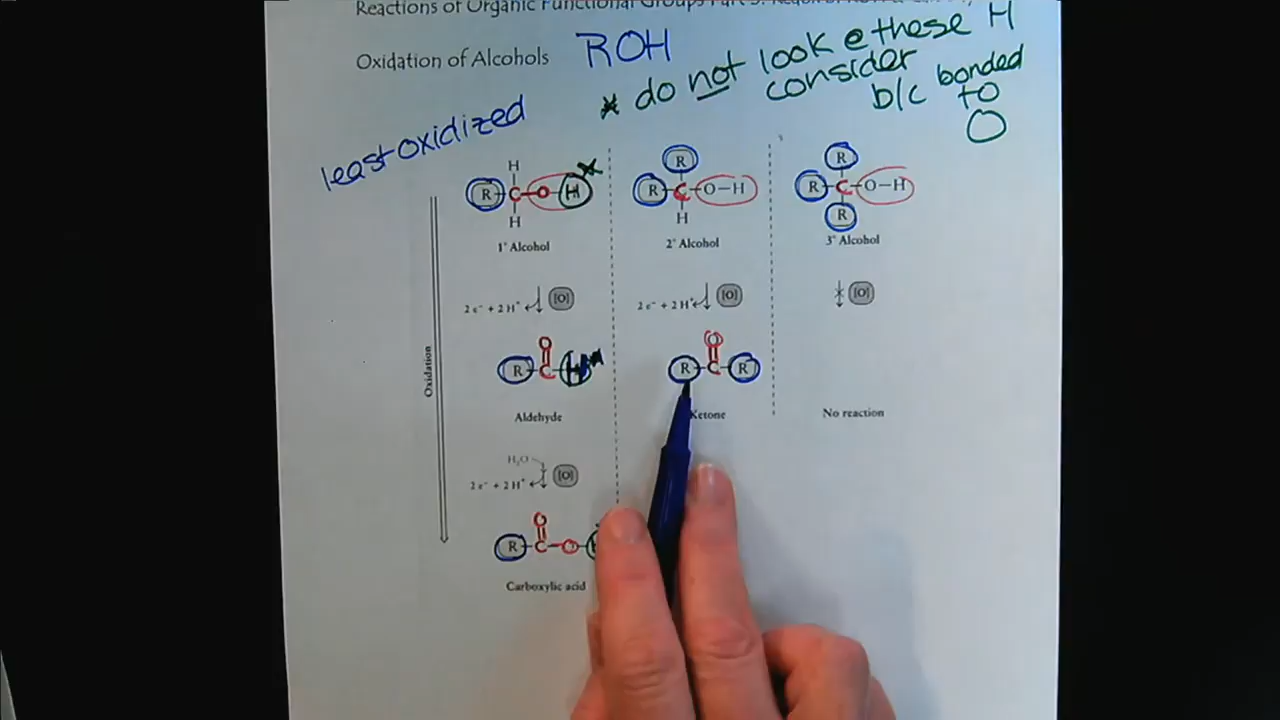 Reactions of Organic Functional Groups Part
Oxidation of Alcohols ROH
* do not look @ these H
consider
b/c bonded
to
O
least oxidized
H
R-C-O-H *
H
1° Alcohol
R
R-C-O-H
H
2° Alcohol
R
R-C-O-H
R
3° Alcohol
2 e⁻ + 2 H⁺ [O]
2 e⁻ + 2 H⁺ [O]
[O]
Oxidation
O
R-C-H *
Aldehyde
O
R-C-R
Ketone
No reaction
H₂O
2 e⁻ + 2 H⁺ [O]
O
R-C-O-
Carboxylic acid